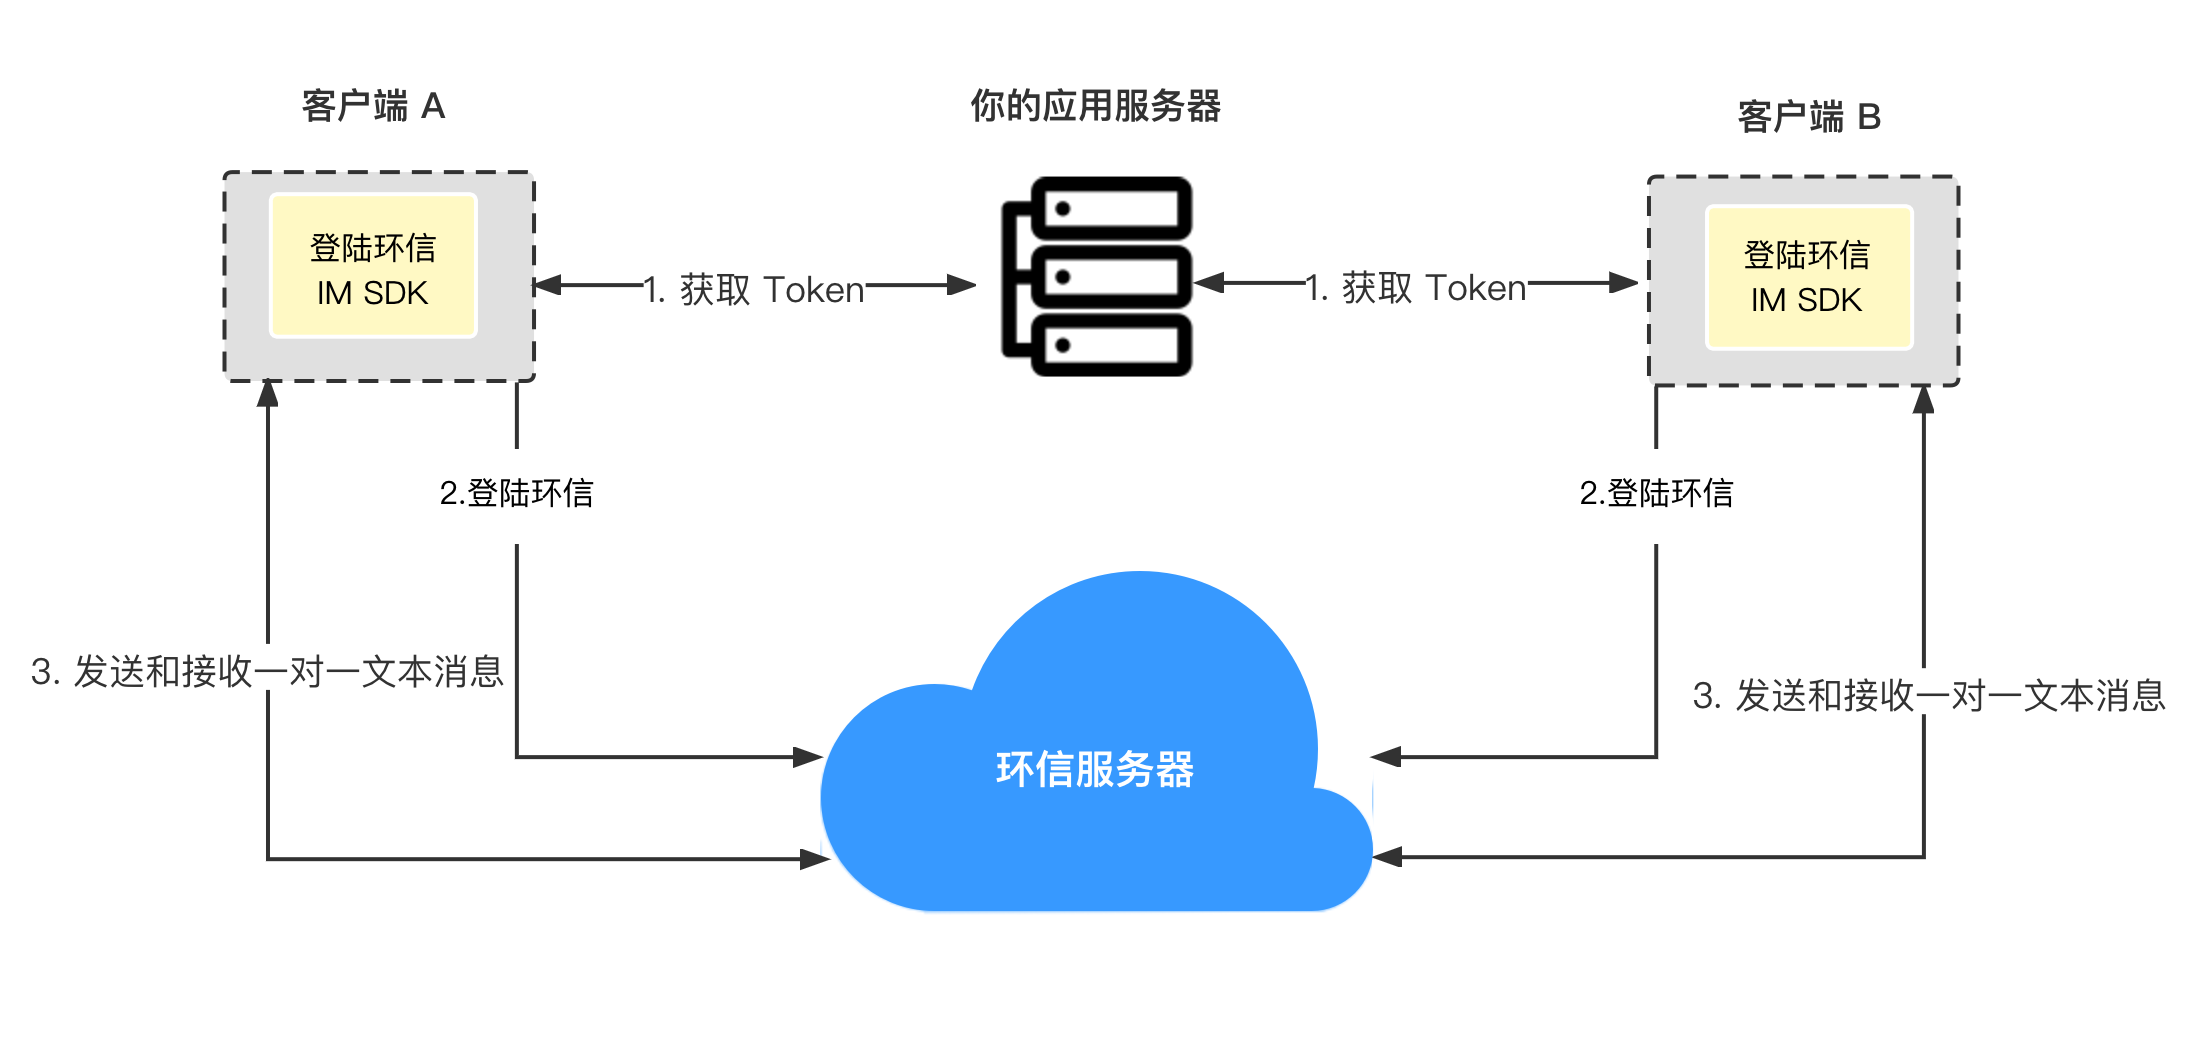 客户端 A
你的应用服务器
客户端 B
登陆环信
IM SDK
1. 获取 Token
1. 获取 Token
登陆环信
IM SDK
2.登陆环信
2.登陆环信
3. 发送和接收一对一文本消息
3. 发送和接收一对一文本消息
环信服务器